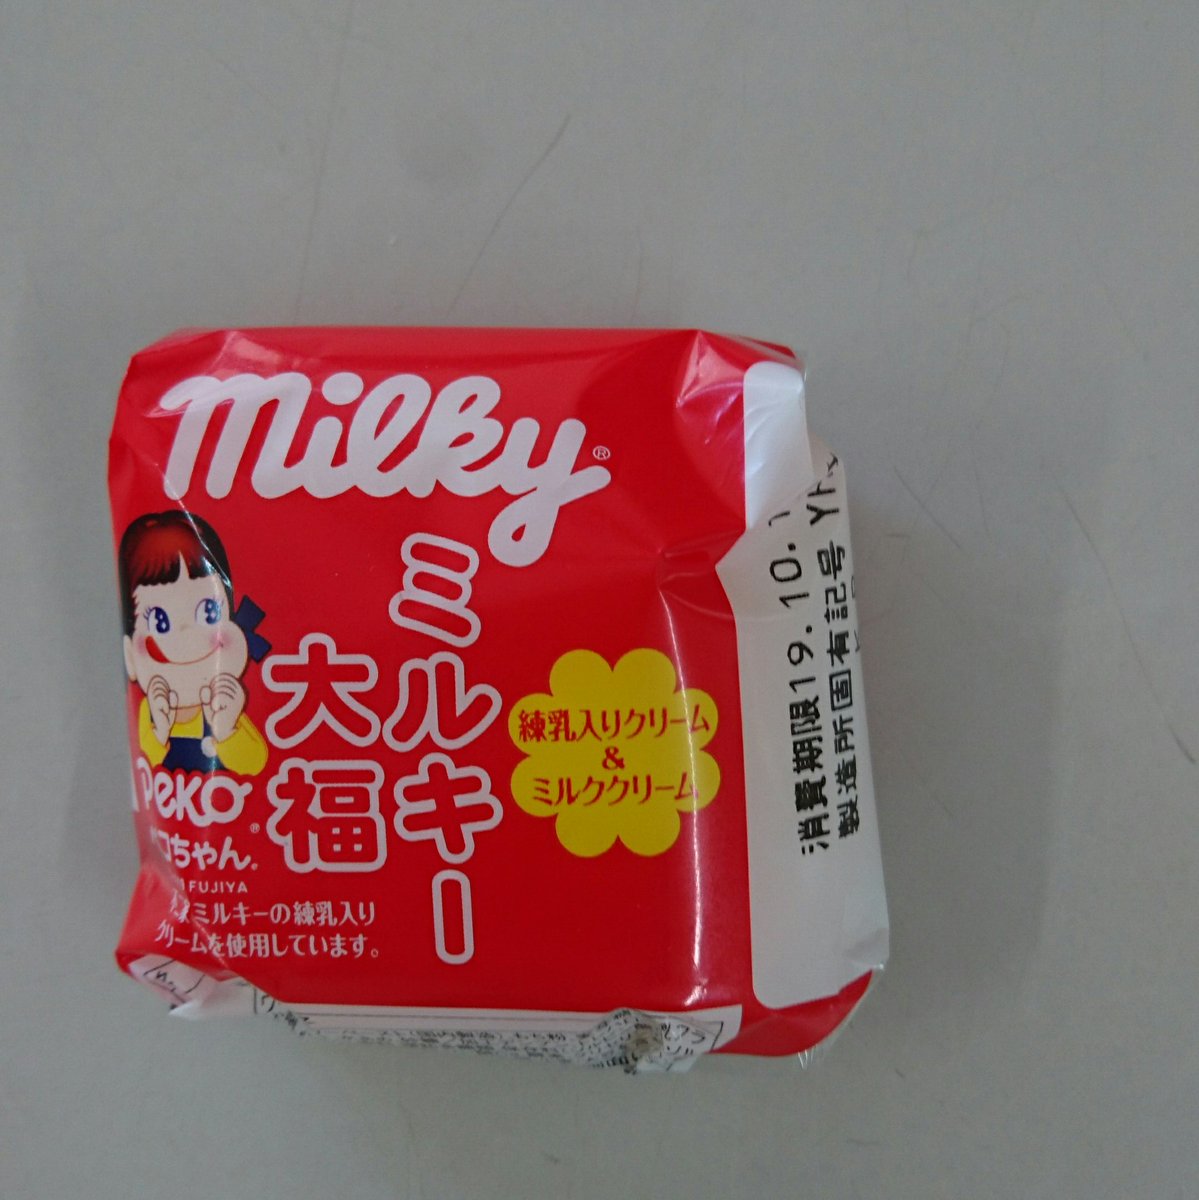 milky®
ミルキー
大福
練乳入りクリーム
&
ミルククリーム
Peko
コちゃん®
FUJIYA
ミルキーの練乳入り
クリームを使用しています。
消費期限19.10.
製造所固有記号